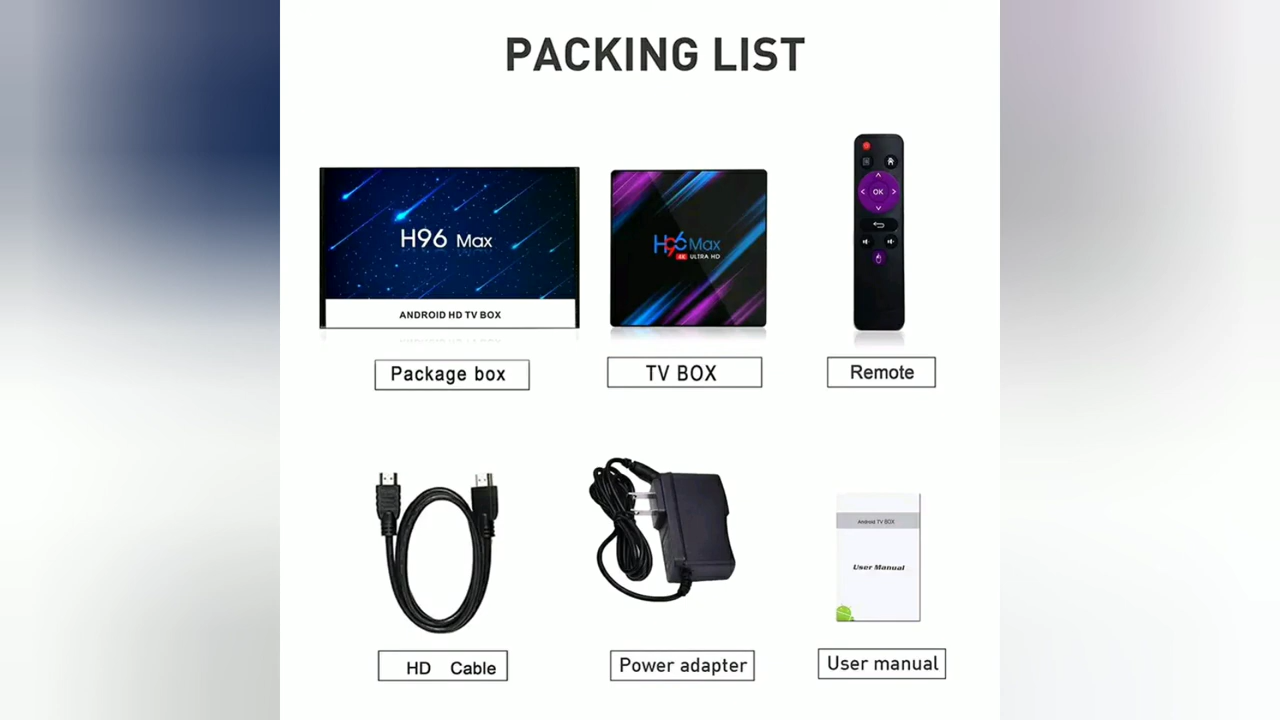 PACKING LIST
H96 Max
ANDROID HD TV BOX
H96 Max
4K ULTRA HD
OK
Package box
TV BOX
Remote
Android TV BOX
User Manual
HD Cable
Power adapter
User manual